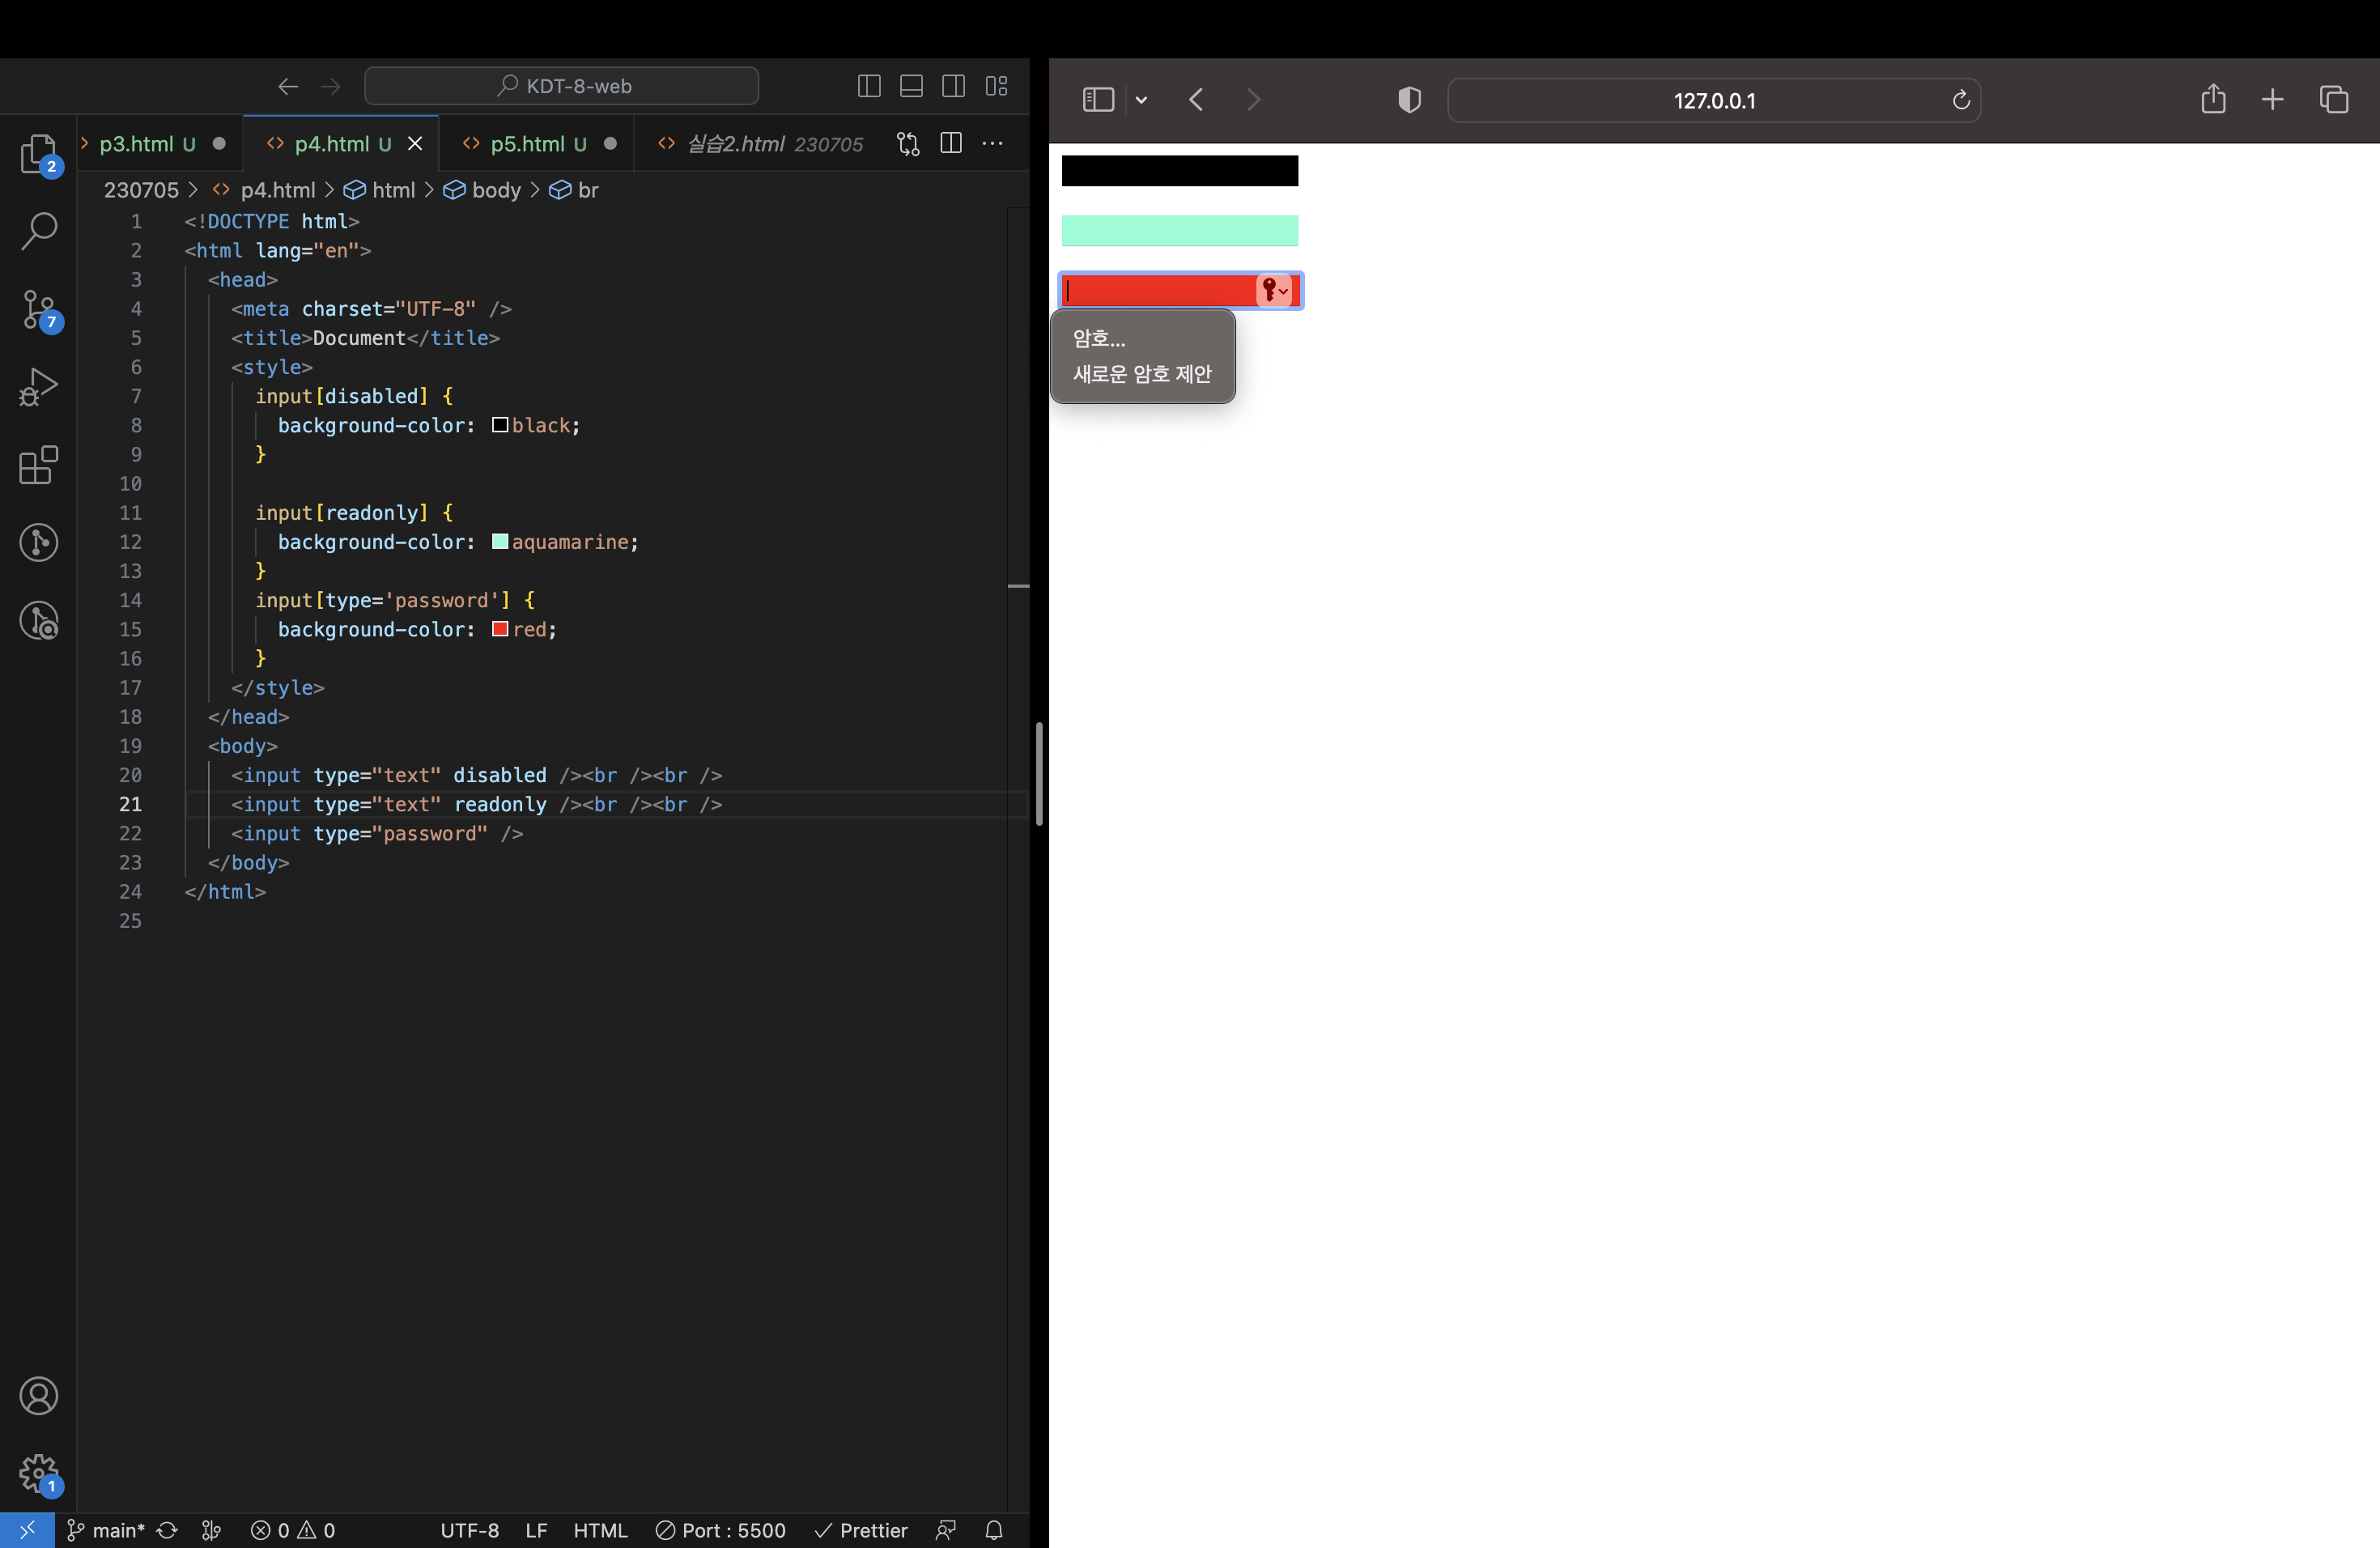 KDT-8-web
p3.html U
p4.html U
p5.html U
실습2.html 230705
230705 > p4.html > html > body > br
1 <!DOCTYPE html>
2 <html lang="en">
3 <head>
4 <meta charset="UTF-8" />
5 <title>Document</title>
6 <style>
7 input[disabled] {
8 background-color: black;
9 }
10
11 input[readonly] {
12 background-color: aquamarine;
13 }
14 input[type='password'] {
15 background-color: red;
16 }
17 </style>
18 </head>
19 <body>
20 <input type="text" disabled /><br /><br />
21 <input type="text" readonly /><br /><br />
22 <input type="password" />
23 </body>
24 </html>
25
2
7
1
main* 0 0 UTF-8 LF HTML Port : 5500 Prettier
127.0.0.1
암호...
새로운 암호 제안